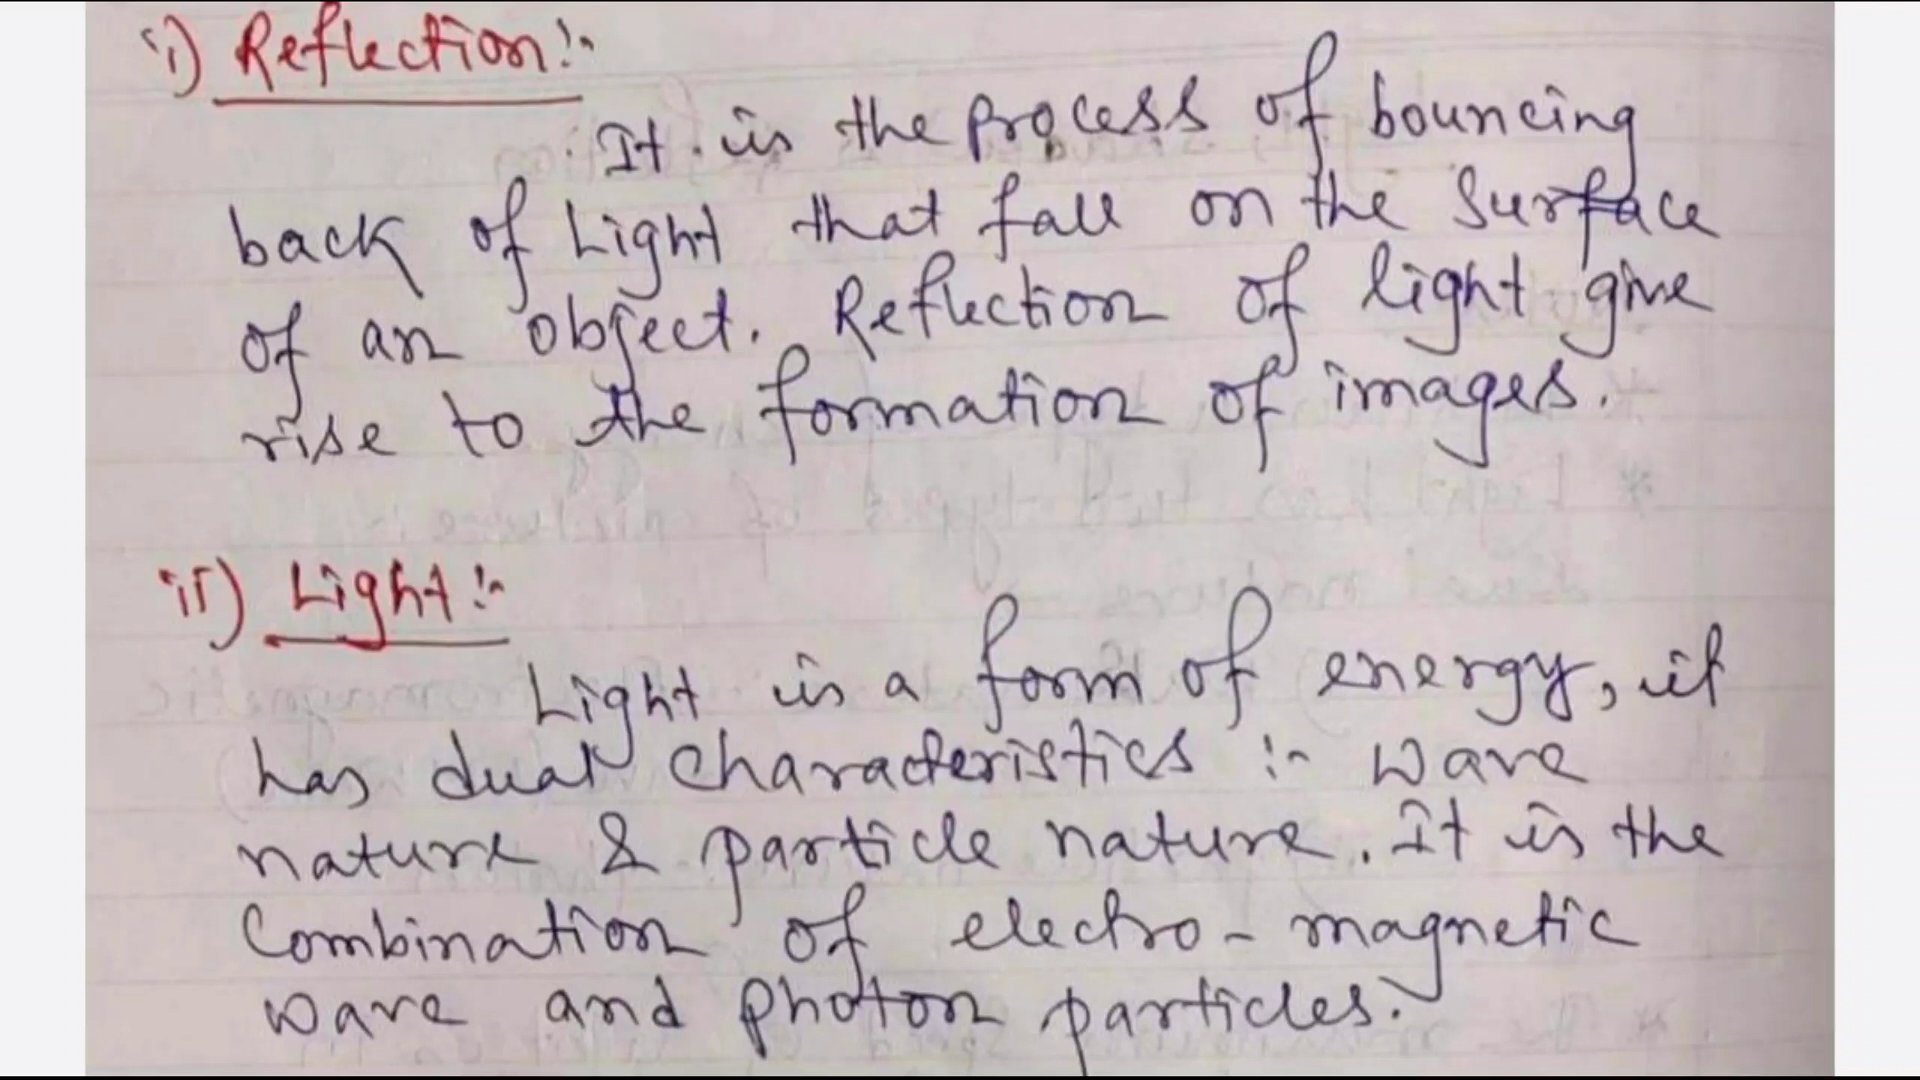 i) Reflection:-
It is the process of bouncing
back of Light that fall on the surface
of an object. Reflection of light give
rise to the formation of images.
ii) Light:-
Light is a form of energy, it
has dual characteristics :- wave
nature & particle nature. It is the
combination of electro-magnetic
wave and photon particles.